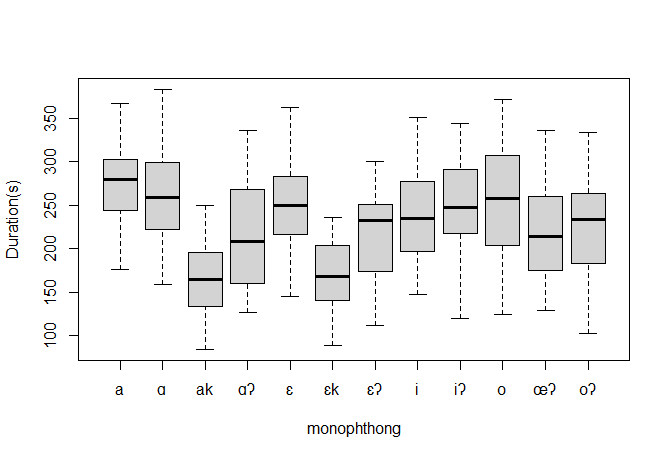 Duration(s)
350
300
250
200
150
100
a ɑ ak ɑʔ ɛ ɛk ɛʔ i iʔ o œʔ oʔ
monophthong